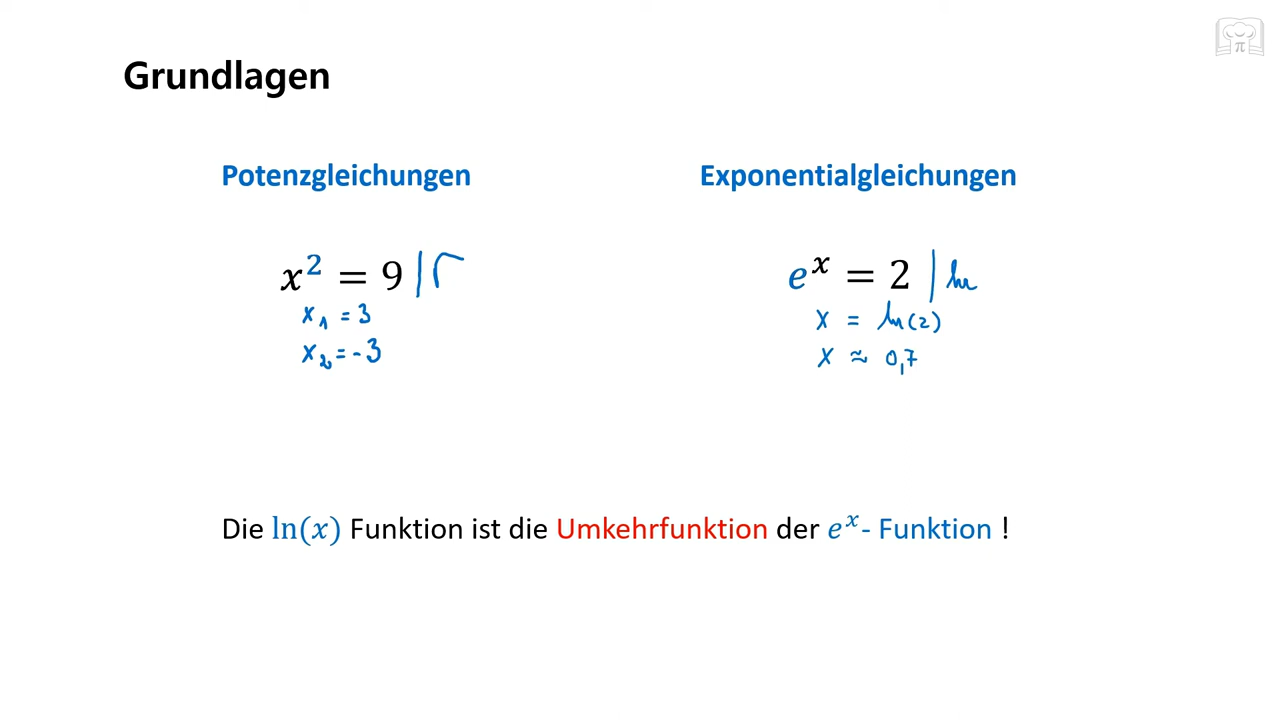 Grundlagen
Potenzgleichungen
x² = 9 | √
x₁ = 3
x₂ = -3
Exponentialgleichungen
eˣ = 2 | ln
x = ln(2)
x ≈ 0,7
Die ln(x) Funktion ist die Umkehrfunktion der eˣ- Funktion !
π